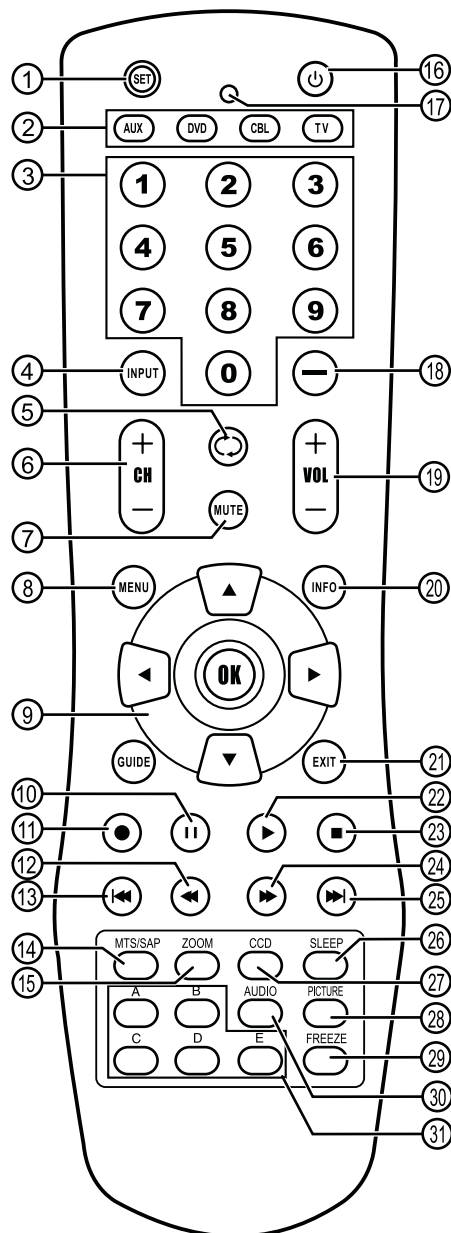 ① SET ⑯
⑰
② AUX DVD CBL TV
③ 1 2 3
4 5 6
7 8 9
④ INPUT 0 — ⑱
⑤
⑥ + CH — + VOL — ⑲
⑦ MUTE
⑧ MENU INFO ⑳
OK
⑨
GUIDE EXIT ㉑
⑩ ㉒
⑪ ㉓
⑫ ㉔
⑬ ㉕
⑭ MTS/SAP ZOOM CCD SLEEP ㉖
⑮ ㉗
A B AUDIO PICTURE ㉘
C D E FREEZE ㉙
㉚
㉛